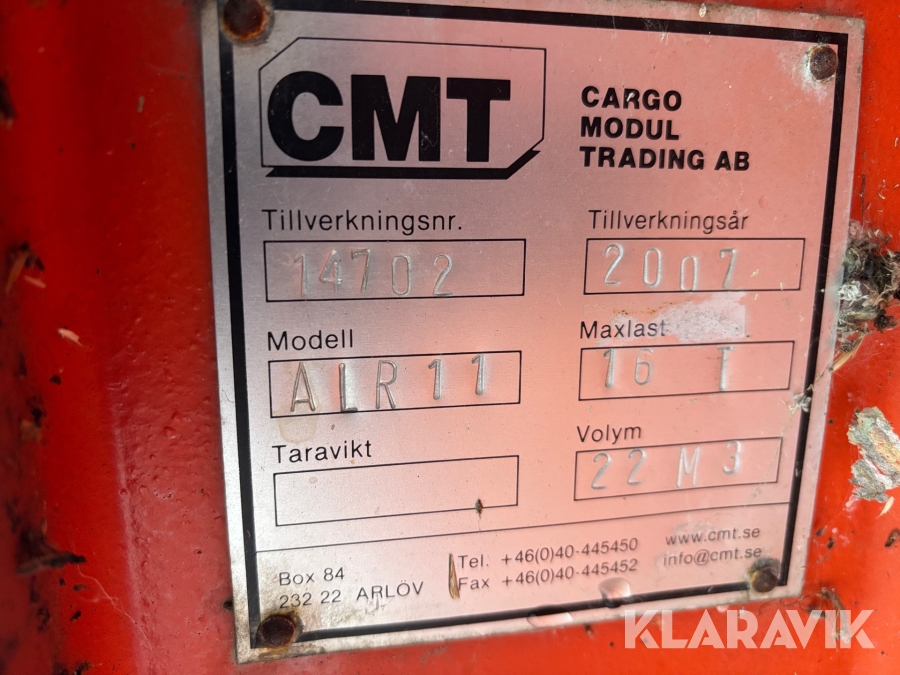 CMT
CARGO
MODUL
TRADING AB
Tillverkningsnr.
14702
Tillverkningsår
2007
Modell
ALR 11
Maxlast
16 T
Taravikt
Volym
22 M3
Box 84
232 22 ARLÖV
Tel. +46(0)40-445450
Fax +46(0)40-445452
www.cmt.se
info@cmt.se
KLARAVIK